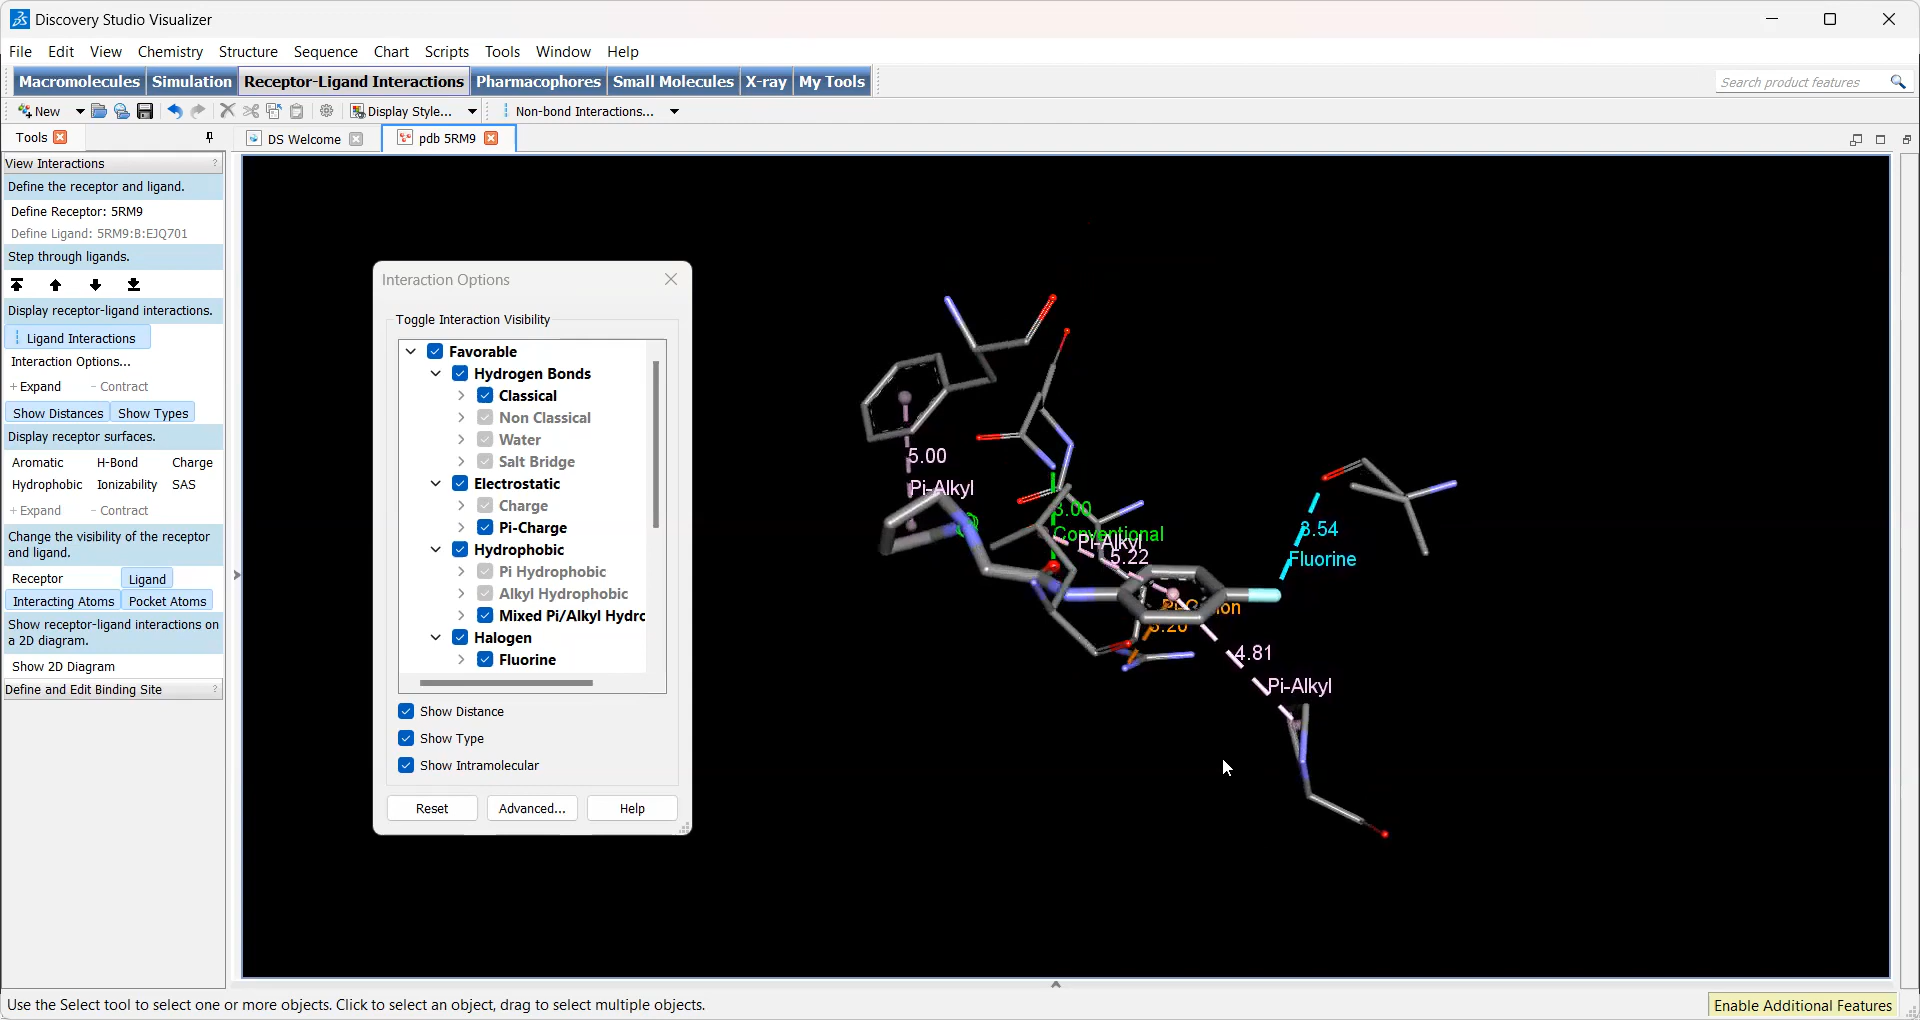 Discovery Studio Visualizer
File Edit View Chemistry Structure Sequence Chart Scripts Tools Window Help
Macromolecules Simulation Receptor-Ligand Interactions Pharmacophores Small Molecules X-ray My Tools
Search product features
New Display Style... Non-bond Interactions...
Tools
DS Welcome pdb 5RM9
View Interactions ?
Define the receptor and ligand.
Define Receptor: 5RM9
Define Ligand: 5RM9:B:EJQ701
Step through ligands.
Display receptor-ligand interactions.
Ligand Interactions
Interaction Options...
+ Expand - Contract
Show Distances Show Types
Display receptor surfaces.
Aromatic H-Bond Charge
Hydrophobic Ionizability SAS
+ Expand - Contract
Change the visibility of the receptor
and ligand.
Receptor Ligand
Interacting Atoms Pocket Atoms
Show receptor-ligand interactions on
a 2D diagram.
Show 2D Diagram
Define and Edit Binding Site ?
Interaction Options
Toggle Interaction Visibility
Favorable
Hydrogen Bonds
Classical
Non Classical
Water
Salt Bridge
Electrostatic
Charge
Pi-Charge
Hydrophobic
Pi Hydrophobic
Alkyl Hydrophobic
Mixed Pi/Alkyl Hydro
Halogen
Fluorine
Show Distance
Show Type
Show Intramolecular
Reset Advanced... Help
5.00
Pi-Alkyl
3.00
Conventional
Pi-Alkyl
5.22
3.54
Fluorine
4.81
Pi-Alkyl
Use the Select tool to select one or more objects. Click to select an object, drag to select multiple objects.
Enable Additional Features